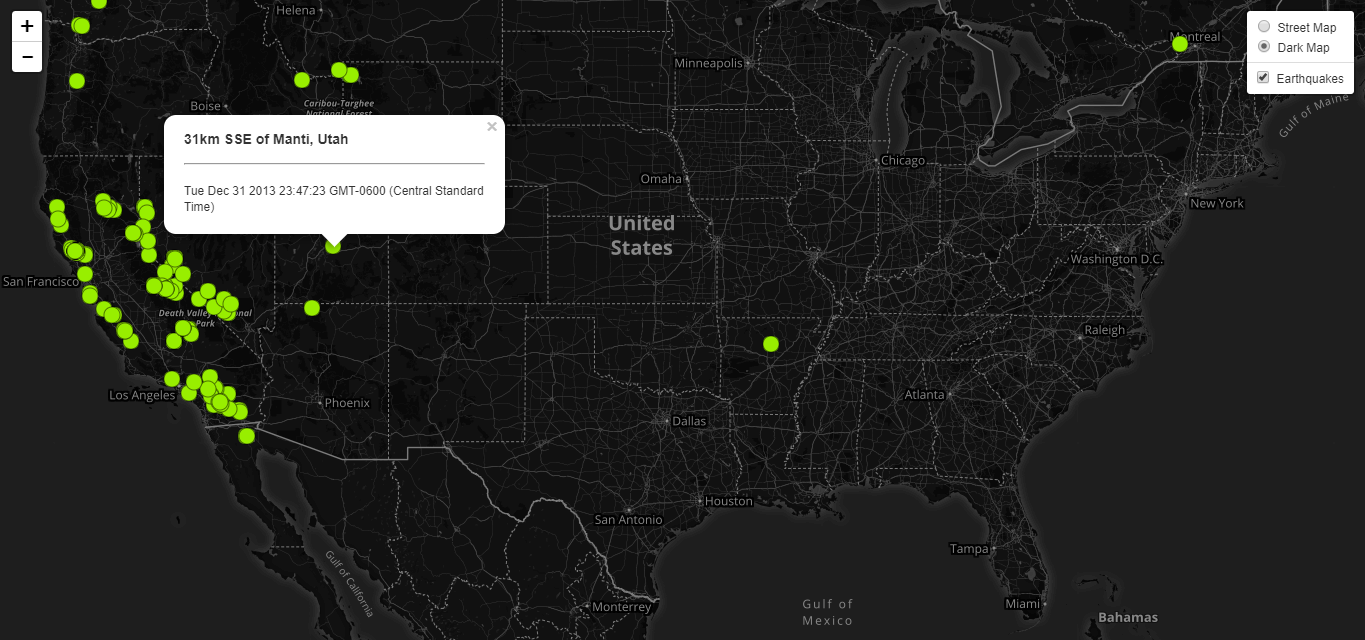 +
−
Helena
Montreal
Street Map
Dark Map
Earthquakes
Minneapolis
Boise
Caribou-Targhee
National Forest
Gulf of Maine
×
31km SSE of Manti, Utah
Tue Dec 31 2013 23:47:23 GMT-0600 (Central Standard
Time)
Chicago
Omaha
New York
United
States
Washington D.C.
San Francisco
Death Valley National
Park
Raleigh
Los Angeles
Phoenix
Atlanta
Dallas
Houston
San Antonio
Tampa
Gulf of California
Monterrey
Gulf of
Mexico
Miami
Bahamas